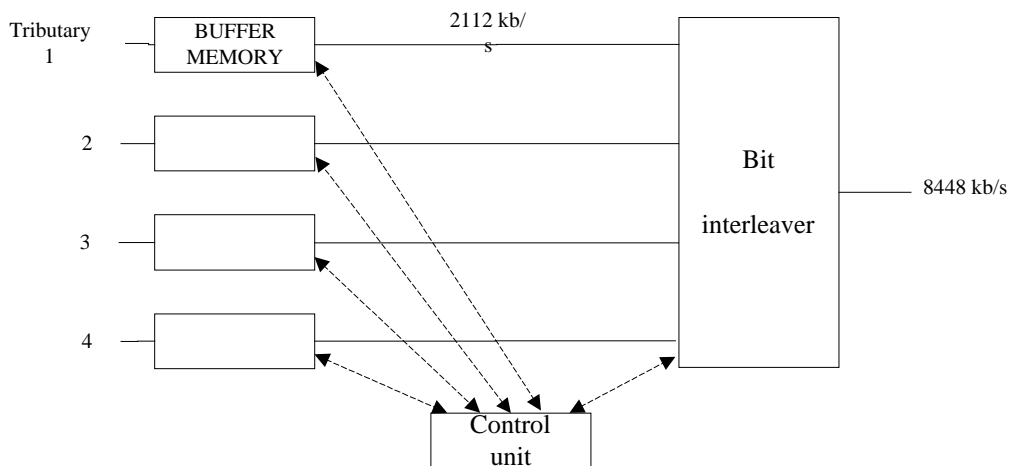 Tributary
1
BUFFER
MEMORY
2112 kb/
s
2
3
4
Bit
interleaver
8448 kb/s
Control
unit